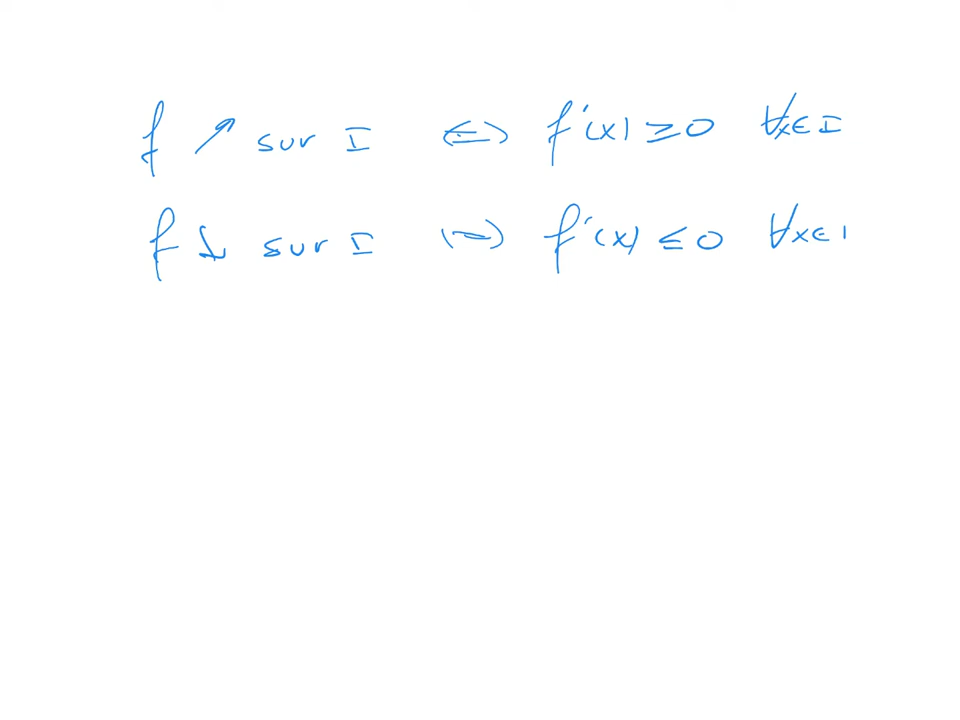 f ↗ sur I ⇔ f'(x) ≥ 0 ∀x ∈ I
f ↘ sur I ⇔ f'(x) ≤ 0 ∀x ∈ I